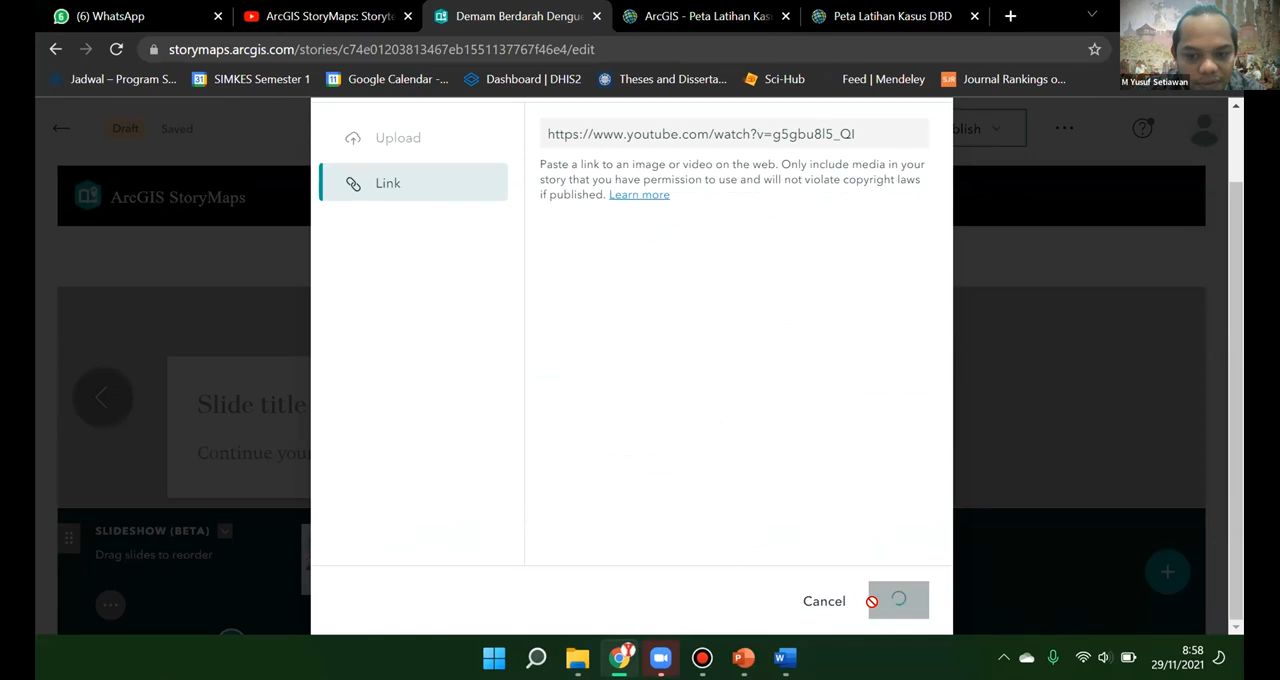 (6) WhatsApp
ArcGIS StoryMaps: Storyte
Demam Berdarah Dengue
ArcGIS - Peta Latihan Kas
Peta Latihan Kasus DBD
storymaps.arcgis.com/stories/c74e01203813467eb1551137767f46e4/edit
M Yusuf Setiawan
Jadwal – Program S...
SIMKES Semester 1
Google Calendar -...
Dashboard | DHIS2
Theses and Disserta...
Sci-Hub
Feed | Mendeley
Journal Rankings o...
Draft
Saved
blish
Upload
https://www.youtube.com/watch?v=g5gbu8l5_QI
Link
Paste a link to an image or video on the web. Only include media in your
story that you have permission to use and will not violate copyright laws
if published. Learn more
ArcGIS StoryMaps
Slide title
Continue your
SLIDESHOW (BETA)
Drag slides to reorder
Cancel
8:58
29/11/2021